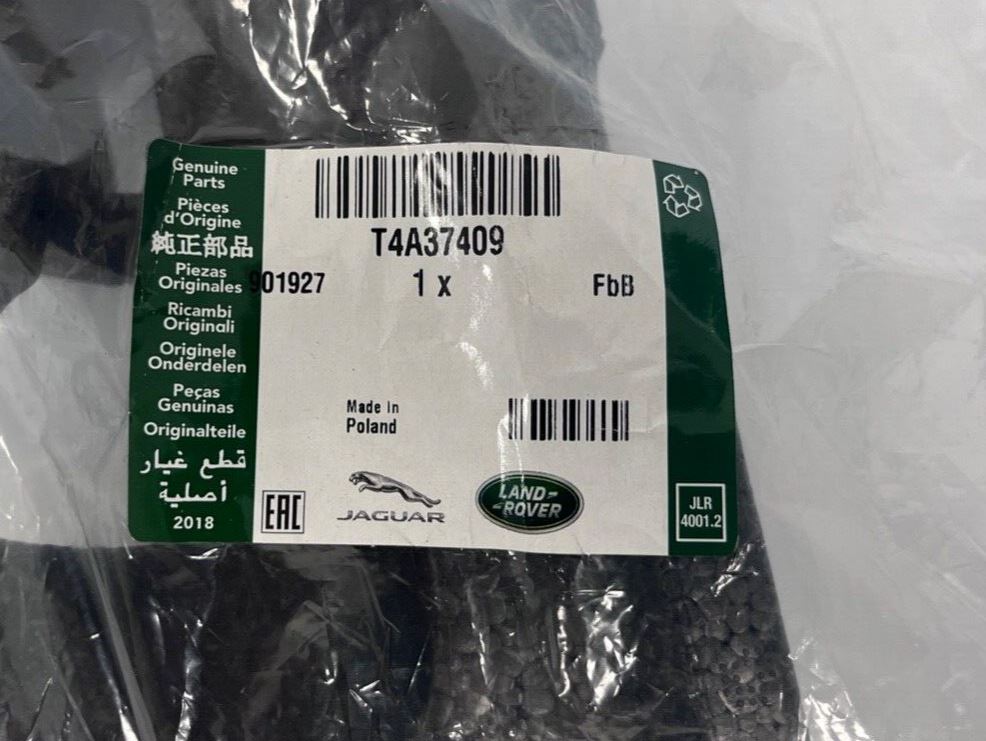 Genuine
Parts
Pièces
d'Origine
純正部品
Piezas
Originales
Ricambi
Originali
Originele
Onderdelen
Peças
Genuinas
Originalteile
قطع غيار
أصلية
2018
T4A37409
901927 1 x FbB
Made in
Poland
EAC
JAGUAR
LAND-
-ROVER
JLR
4001.2